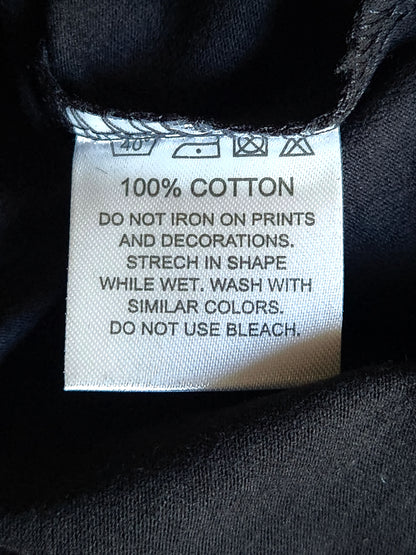 40°
100% COTTON
DO NOT IRON ON PRINTS
AND DECORATIONS.
STRECH IN SHAPE
WHILE WET. WASH WITH
SIMILAR COLORS.
DO NOT USE BLEACH.